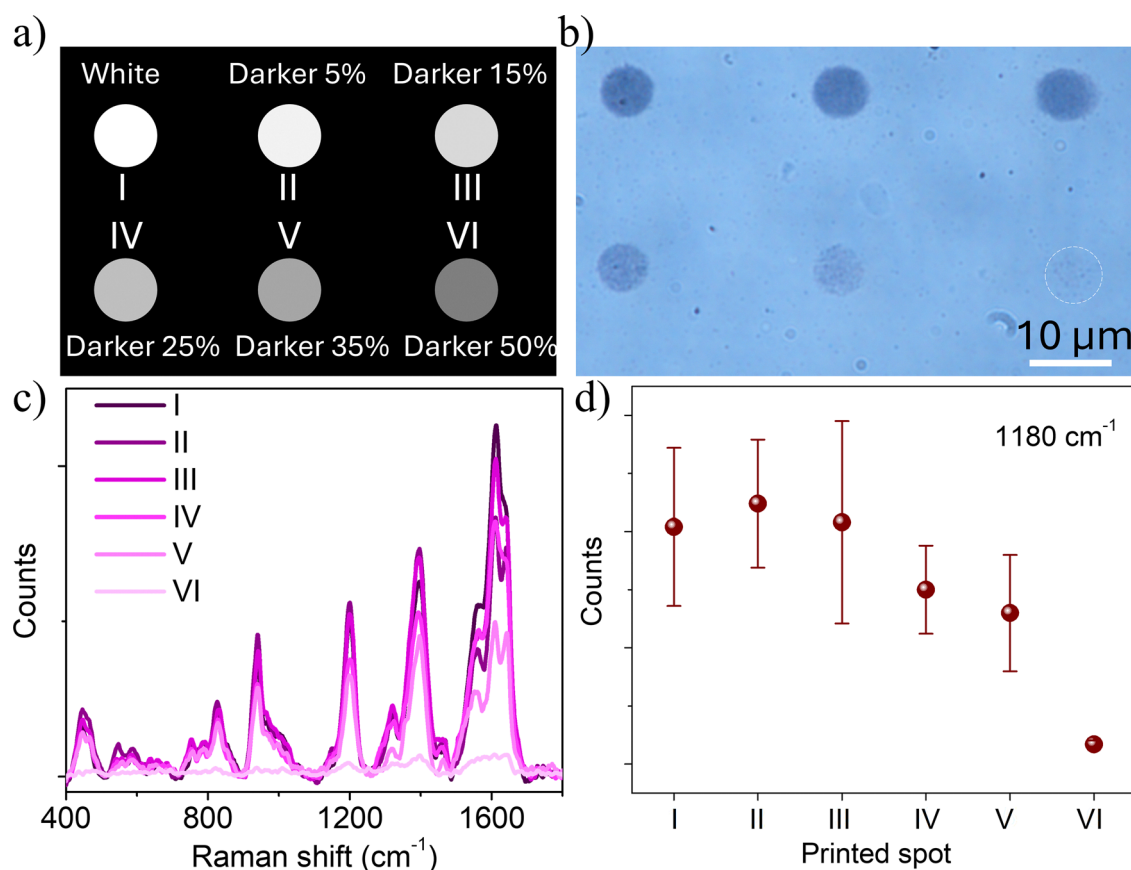 a)
White Darker 5% Darker 15%
I II III
IV V VI
Darker 25% Darker 35% Darker 50%
b)
10 µm
c)
I
II
III
IV
V
VI
Counts
400 800 1200 1600
Raman shift (cm⁻¹)
d)
1180 cm⁻¹
Counts
I II III IV V VI
Printed spot